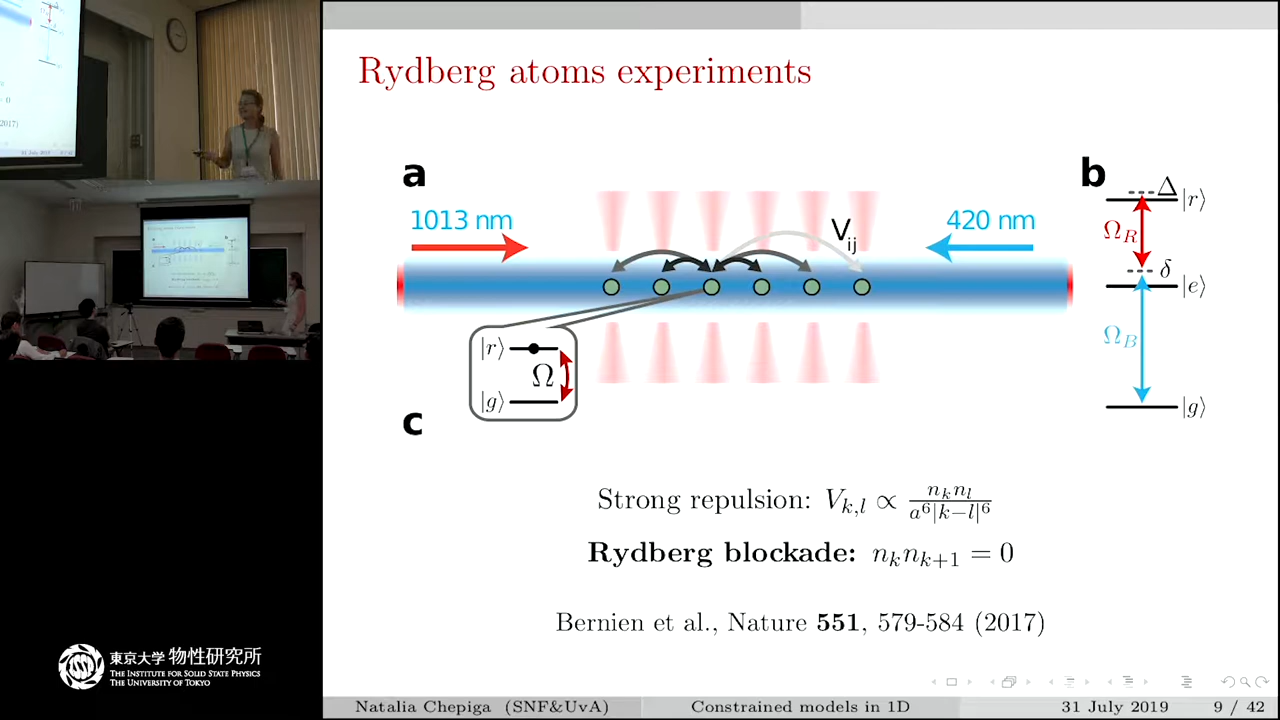 Rydberg atoms experiments
a
b
1013 nm
420 nm
V_ij
Δ
|r⟩
Ω_R
δ
|e⟩
Ω_B
|g⟩
|r⟩
Ω
|g⟩
c
Strong repulsion: V_{k,l} ∝ n_k n_l / a^6|k−l|^6
Rydberg blockade: n_k n_{k+1} = 0
Bernien et al., Nature 551, 579-584 (2017)
東京大学 物性研究所
THE INSTITUTE FOR SOLID STATE PHYSICS
THE UNIVERSITY OF TOKYO
Natalia Chepiga (SNF&UvA) Constrained models in 1D 31 July 2019 9 / 42